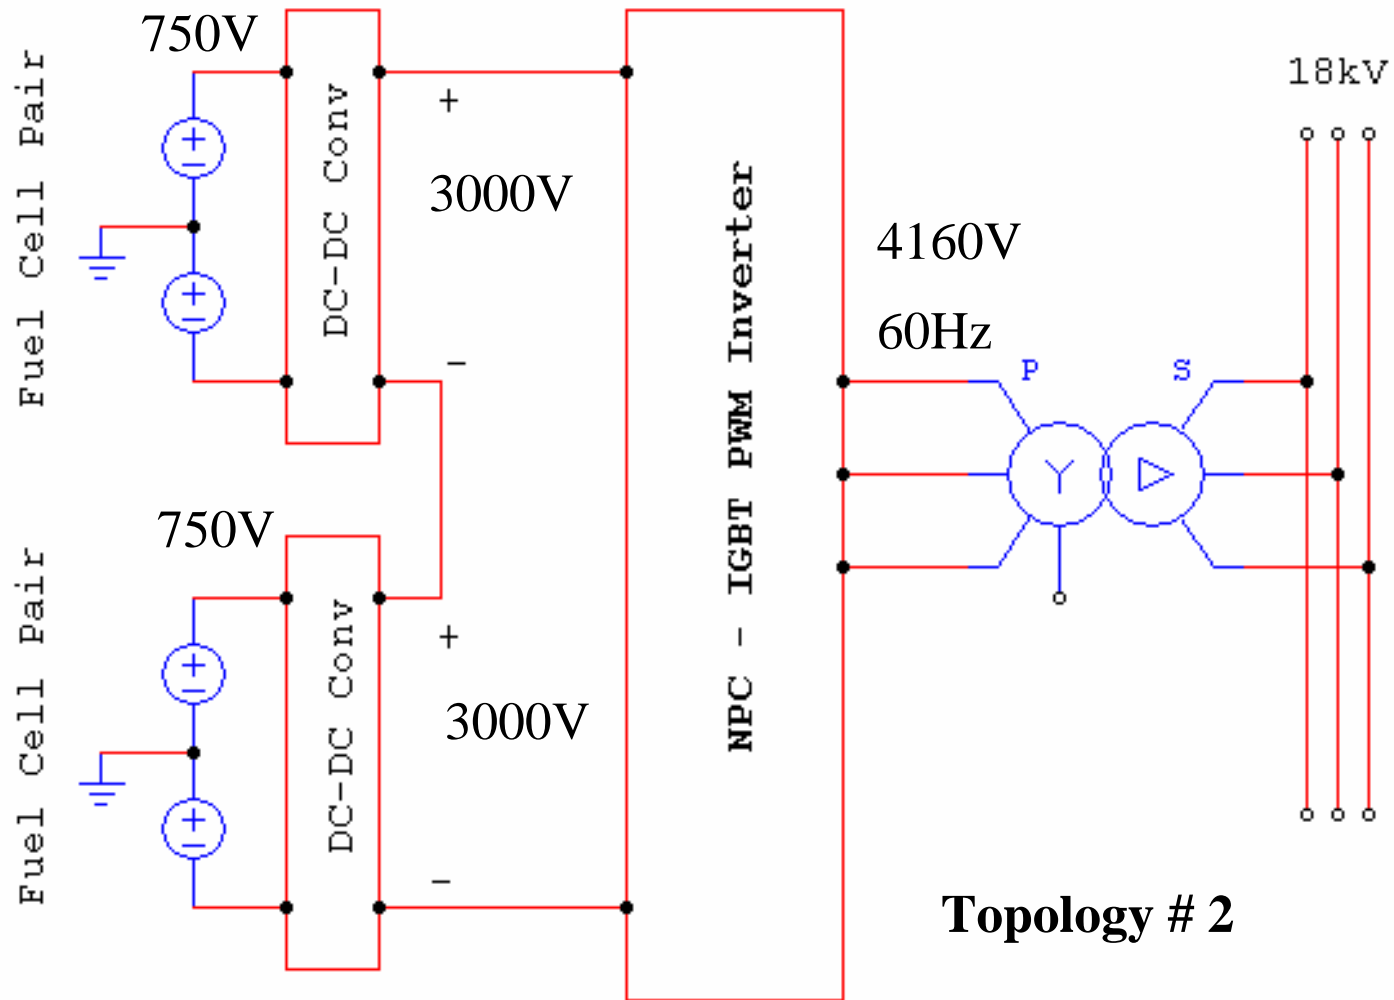 750V
Fuel Cell Pair
DC-DC Conv
+
3000V
-
750V
Fuel Cell Pair
DC-DC Conv
+
3000V
-
NPC - IGBT PWM Inverter
4160V
60Hz
P
S
Y
18kV
Topology # 2